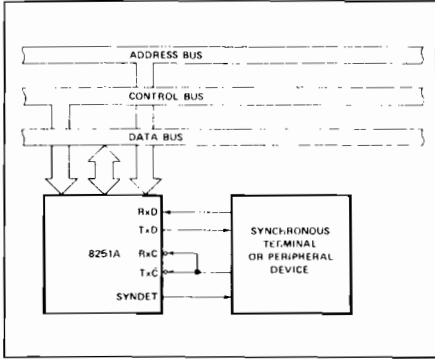 ADDRESS BUS
CONTROL BUS
DATA BUS
RxD
TxD
8251A
RxC
TxC
SYNDET
SYNCHRONOUS
TERMINAL
OR PERIPHERAL
DEVICE